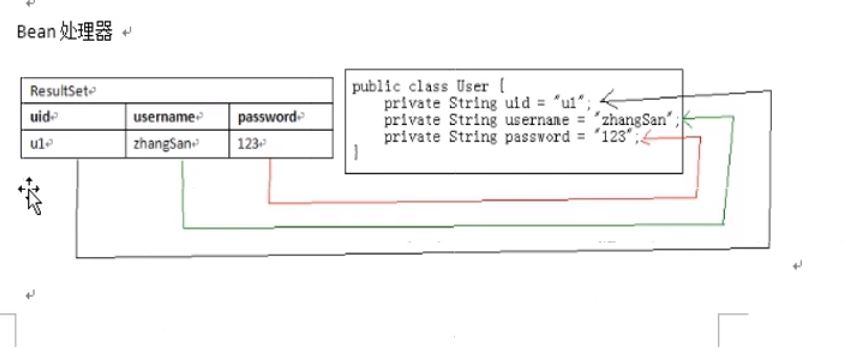 Bean 处理器
ResultSet
uid username password
u1 zhangSan 123
public class User {
private String uid = "u1";
private String username = "zhangSan";
private String password = "123";
}